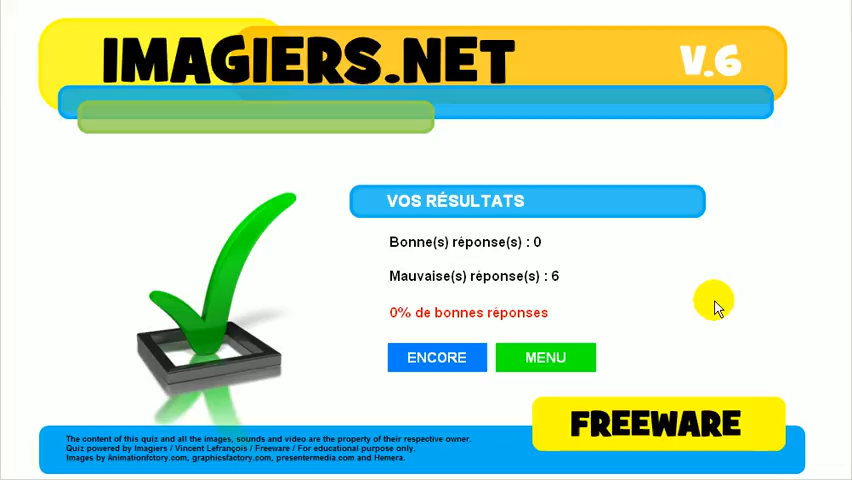 IMAGIERS.NET
V.6
VOS RÉSULTATS
Bonne(s) réponse(s) : 0
Mauvaise(s) réponse(s) : 6
0% de bonnes réponses
ENCORE
MENU
FREEWARE
The content of this quiz and all the images, sounds and video are the property of their respective owner.
Quiz powered by Imagiers / Vincent Lefrançois / Freeware / For educational purpose only.
Images by Animationfctory.com, graphicsfactory.com, presentermedia.com and Hemera.